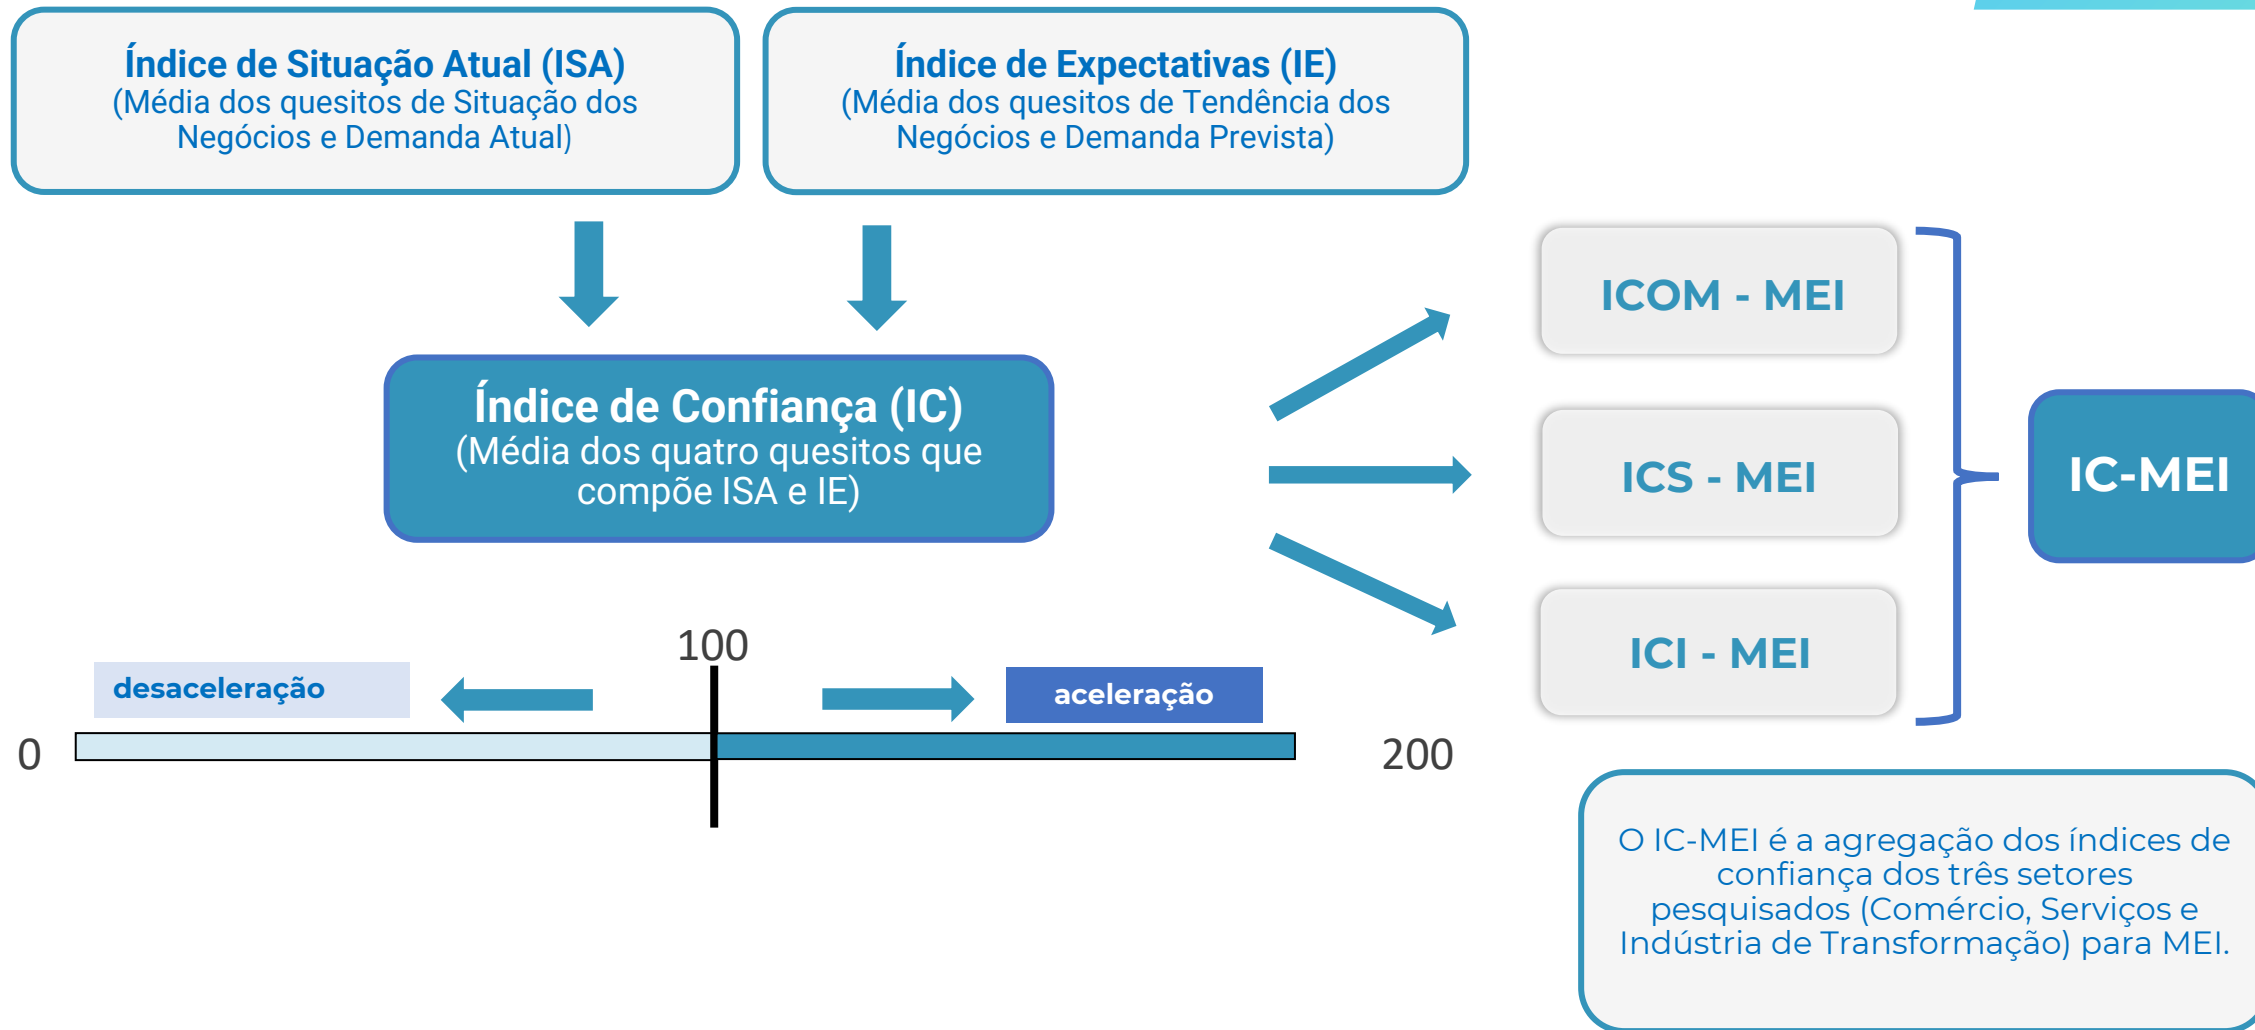 Índice de Situação Atual (ISA)
(Média dos quesitos de Situação dos
Negócios e Demanda Atual)
Índice de Expectativas (IE)
(Média dos quesitos de Tendência dos
Negócios e Demanda Prevista)
Índice de Confiança (IC)
(Média dos quatro quesitos que
compõe ISA e IE)
ICOM - MEI
ICS - MEI
ICI - MEI
IC-MEI
100
desaceleração
aceleração
0
200
O IC-MEI é a agregação dos índices de
confiança dos três setores
pesquisados (Comércio, Serviços e
Indústria de Transformação) para MEI.